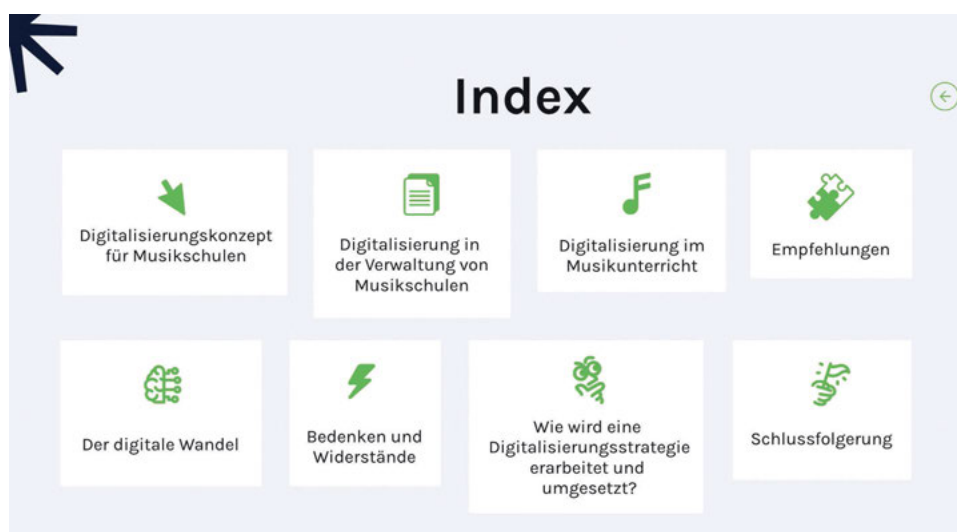 Index
Digitalisierungskonzept
für Musikschulen
Digitalisierung in
der Verwaltung von
Musikschulen
Digitalisierung im
Musikunterricht
Empfehlungen
Der digitale Wandel
Bedenken und
Widerstände
Wie wird eine
Digitalisierungsstrategie
erarbeitet und
umgesetzt?
Schlussfolgerung